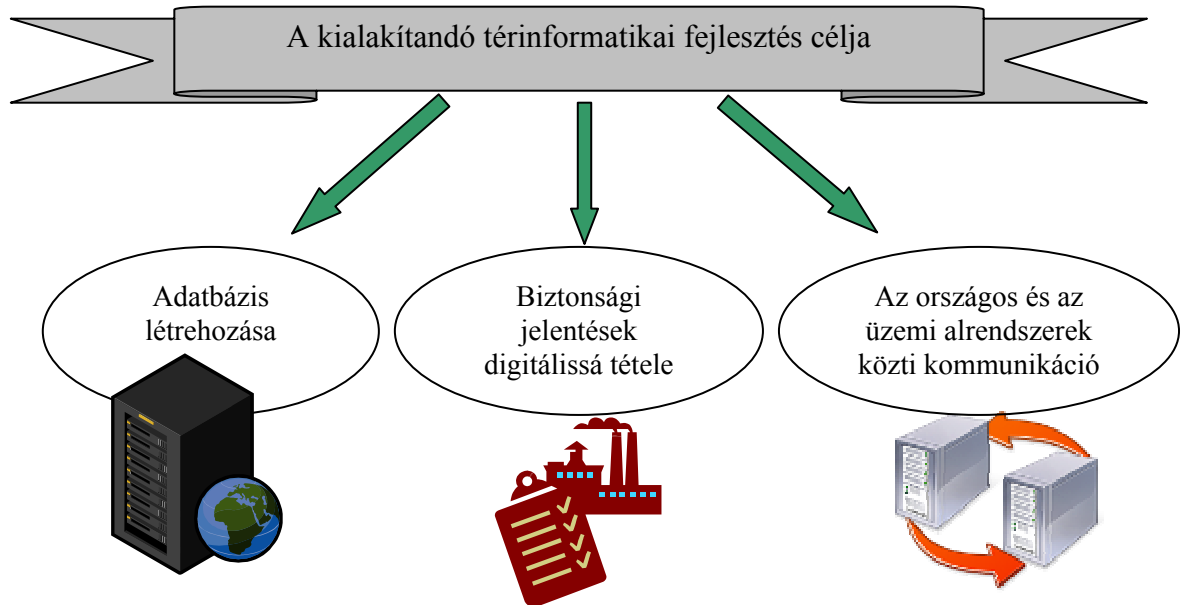 A kialakítandó térinformatikai fejlesztés célja
Adatbázis
létrehozása
Biztonsági
jelentések
digitálissá tétele
Az országos és az
üzemi alrendszerek
közti kommunikáció